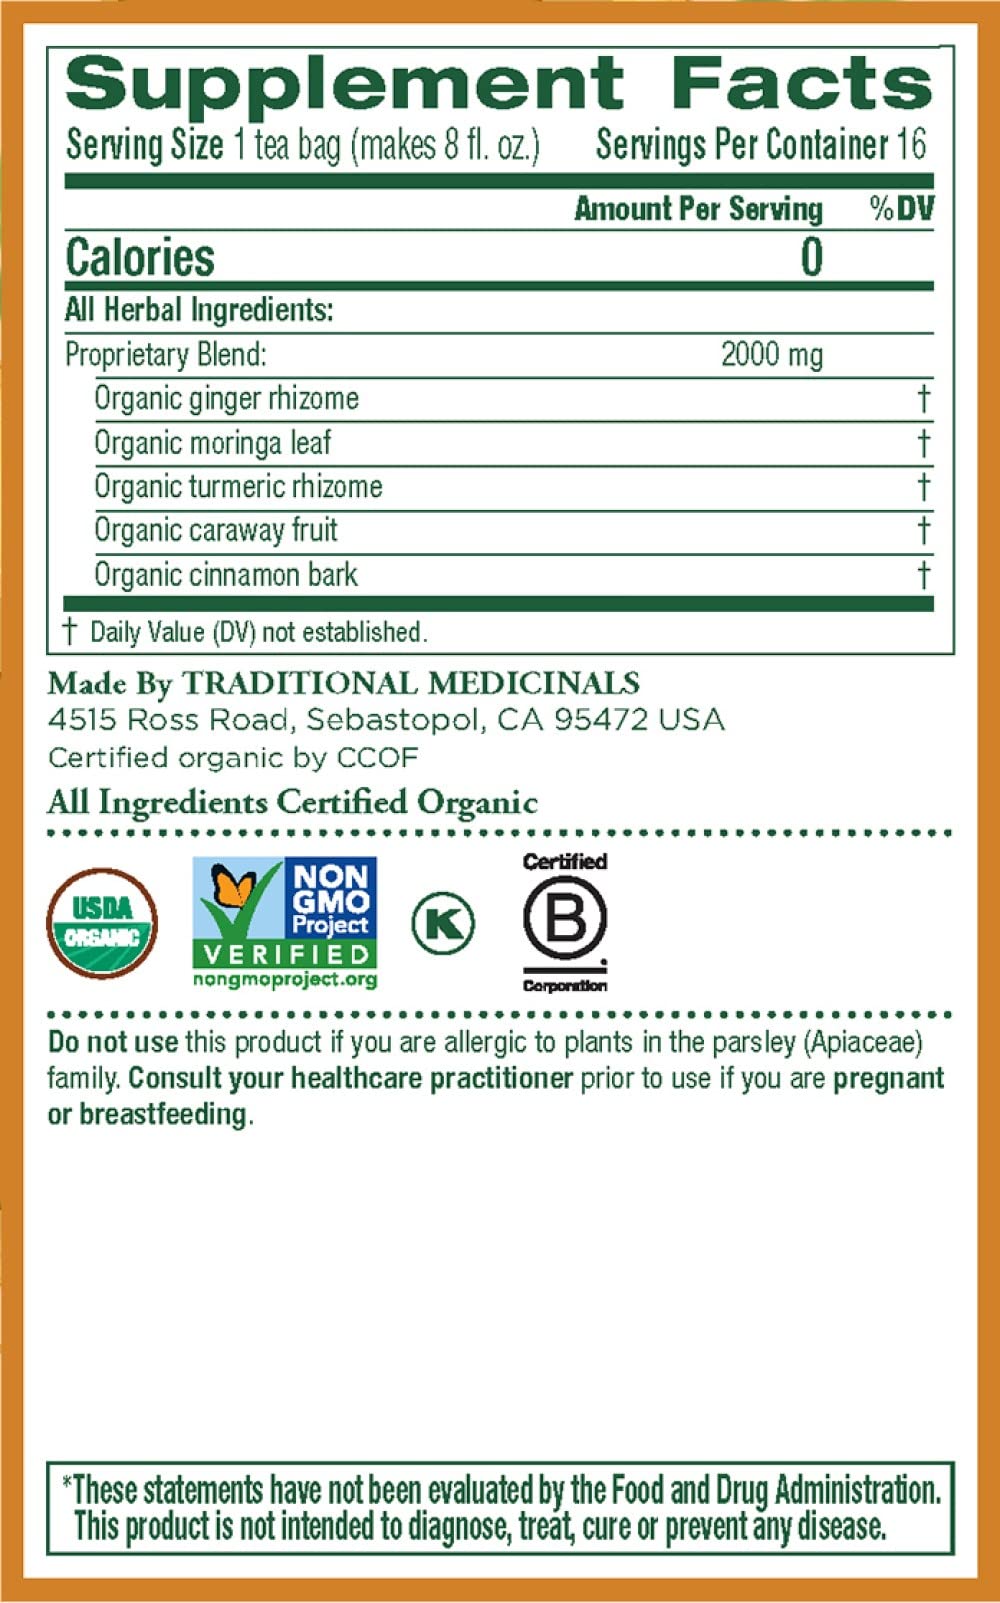 Supplement Facts
Serving Size 1 tea bag (makes 8 fl. oz.) Servings Per Container 16
Amount Per Serving %DV
Calories 0
All Herbal Ingredients:
Proprietary Blend: 2000 mg
Organic ginger rhizome †
Organic moringa leaf †
Organic turmeric rhizome †
Organic caraway fruit †
Organic cinnamon bark †
† Daily Value (DV) not established.
Made By TRADITIONAL MEDICINALS
4515 Ross Road, Sebastopol, CA 95472 USA
Certified organic by CCOF
All Ingredients Certified Organic
USDA
ORGANIC
NON
GMO
Project
VERIFIED
nongmoproject.org
K
Certified
B
Corporation
Do not use this product if you are allergic to plants in the parsley (Apiaceae)
family. Consult your healthcare practitioner prior to use if you are pregnant
or breastfeeding.
*These statements have not been evaluated by the Food and Drug Administration.
This product is not intended to diagnose, treat, cure or prevent any disease.